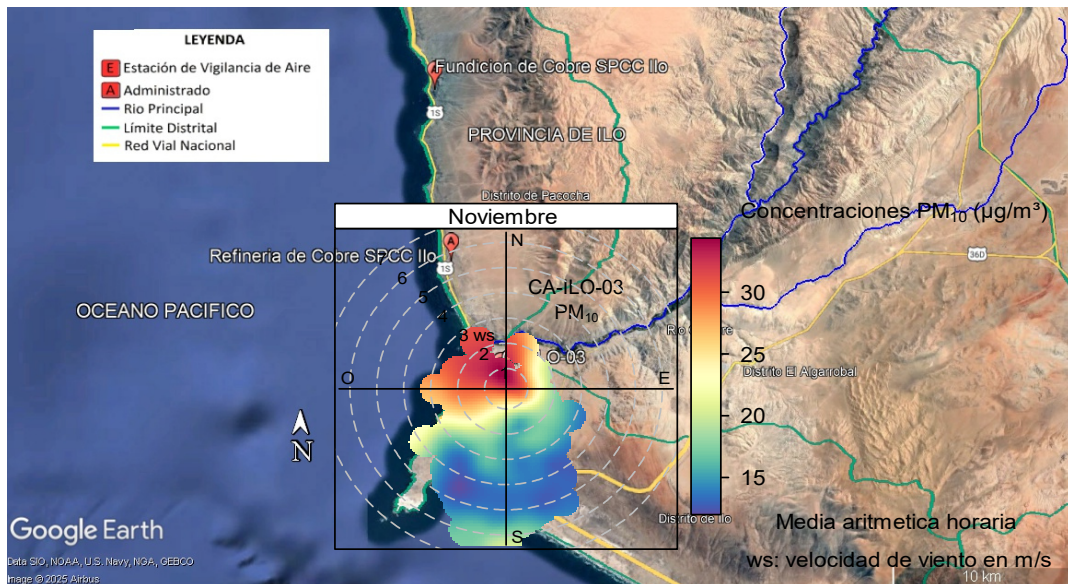 LEYENDA
E Estación de Vigilancia de Aire
A Administrado
Rio Principal
Límite Distrital
Red Vial Nacional
Fundicion de Cobre SPCC Ilo
1S
PROVINCIA DE ILO
Distrito de Pacocha
Noviembre
Concentraciones PM₁₀ (µg/m³)
N
A
Refineria de Cobre SPCC Ilo
1S
36D
7
6
5
4
3 ws
2
CA-ILO-03
PM₁₀
OCEANO PACIFICO
O-03
Distrito El Algarrobal
O
E
30
25
20
15
N
S
Distrito de Ilo
Media aritmetica horaria
ws: velocidad de viento en m/s
10 km
Google Earth
Data SIO, NOAA, U.S. Navy, NGA, GEBCO
Image © 2025 Airbus